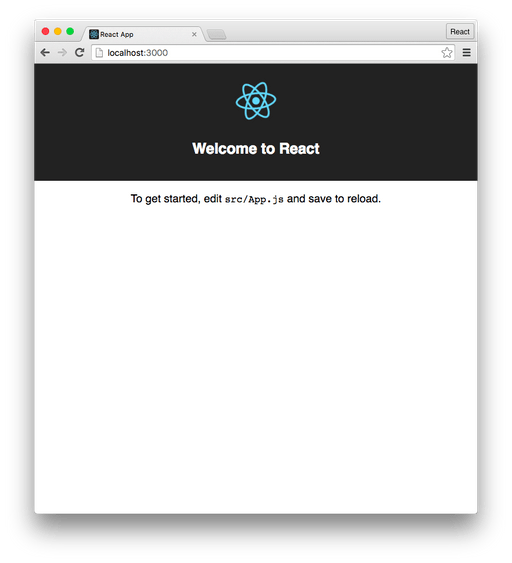 React App
React
localhost:3000
Welcome to React
To get started, edit src/App.js and save to reload.